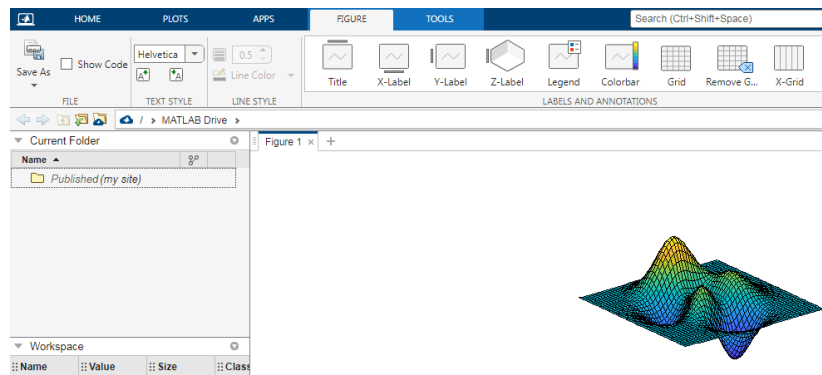 HOME PLOTS APPS FIGURE TOOLS Search (Ctrl+Shift+Space)
Save As Show Code Helvetica 0.5 Line Color Title X-Label Y-Label Z-Label Legend Colorbar Grid Remove G... X-Grid
FILE TEXT STYLE LINE STYLE LABELS AND ANNOTATIONS
/ › MATLAB Drive ›
Current Folder
Name
Published (my site)
Figure 1 × +
Workspace
Name Value Size Class